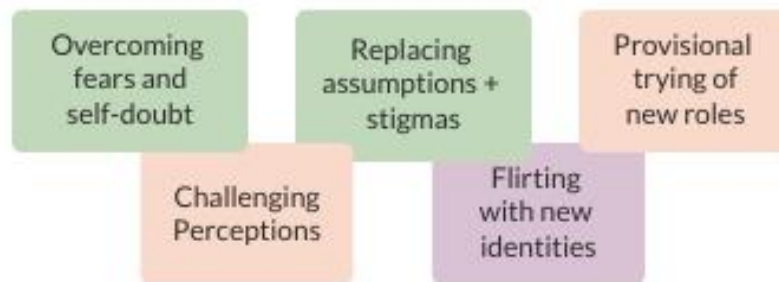 Overcoming
fears and
self-doubt
Replacing
assumptions +
stigmas
Provisional
trying of
new roles
Challenging
Perceptions
Flirting
with new
identities